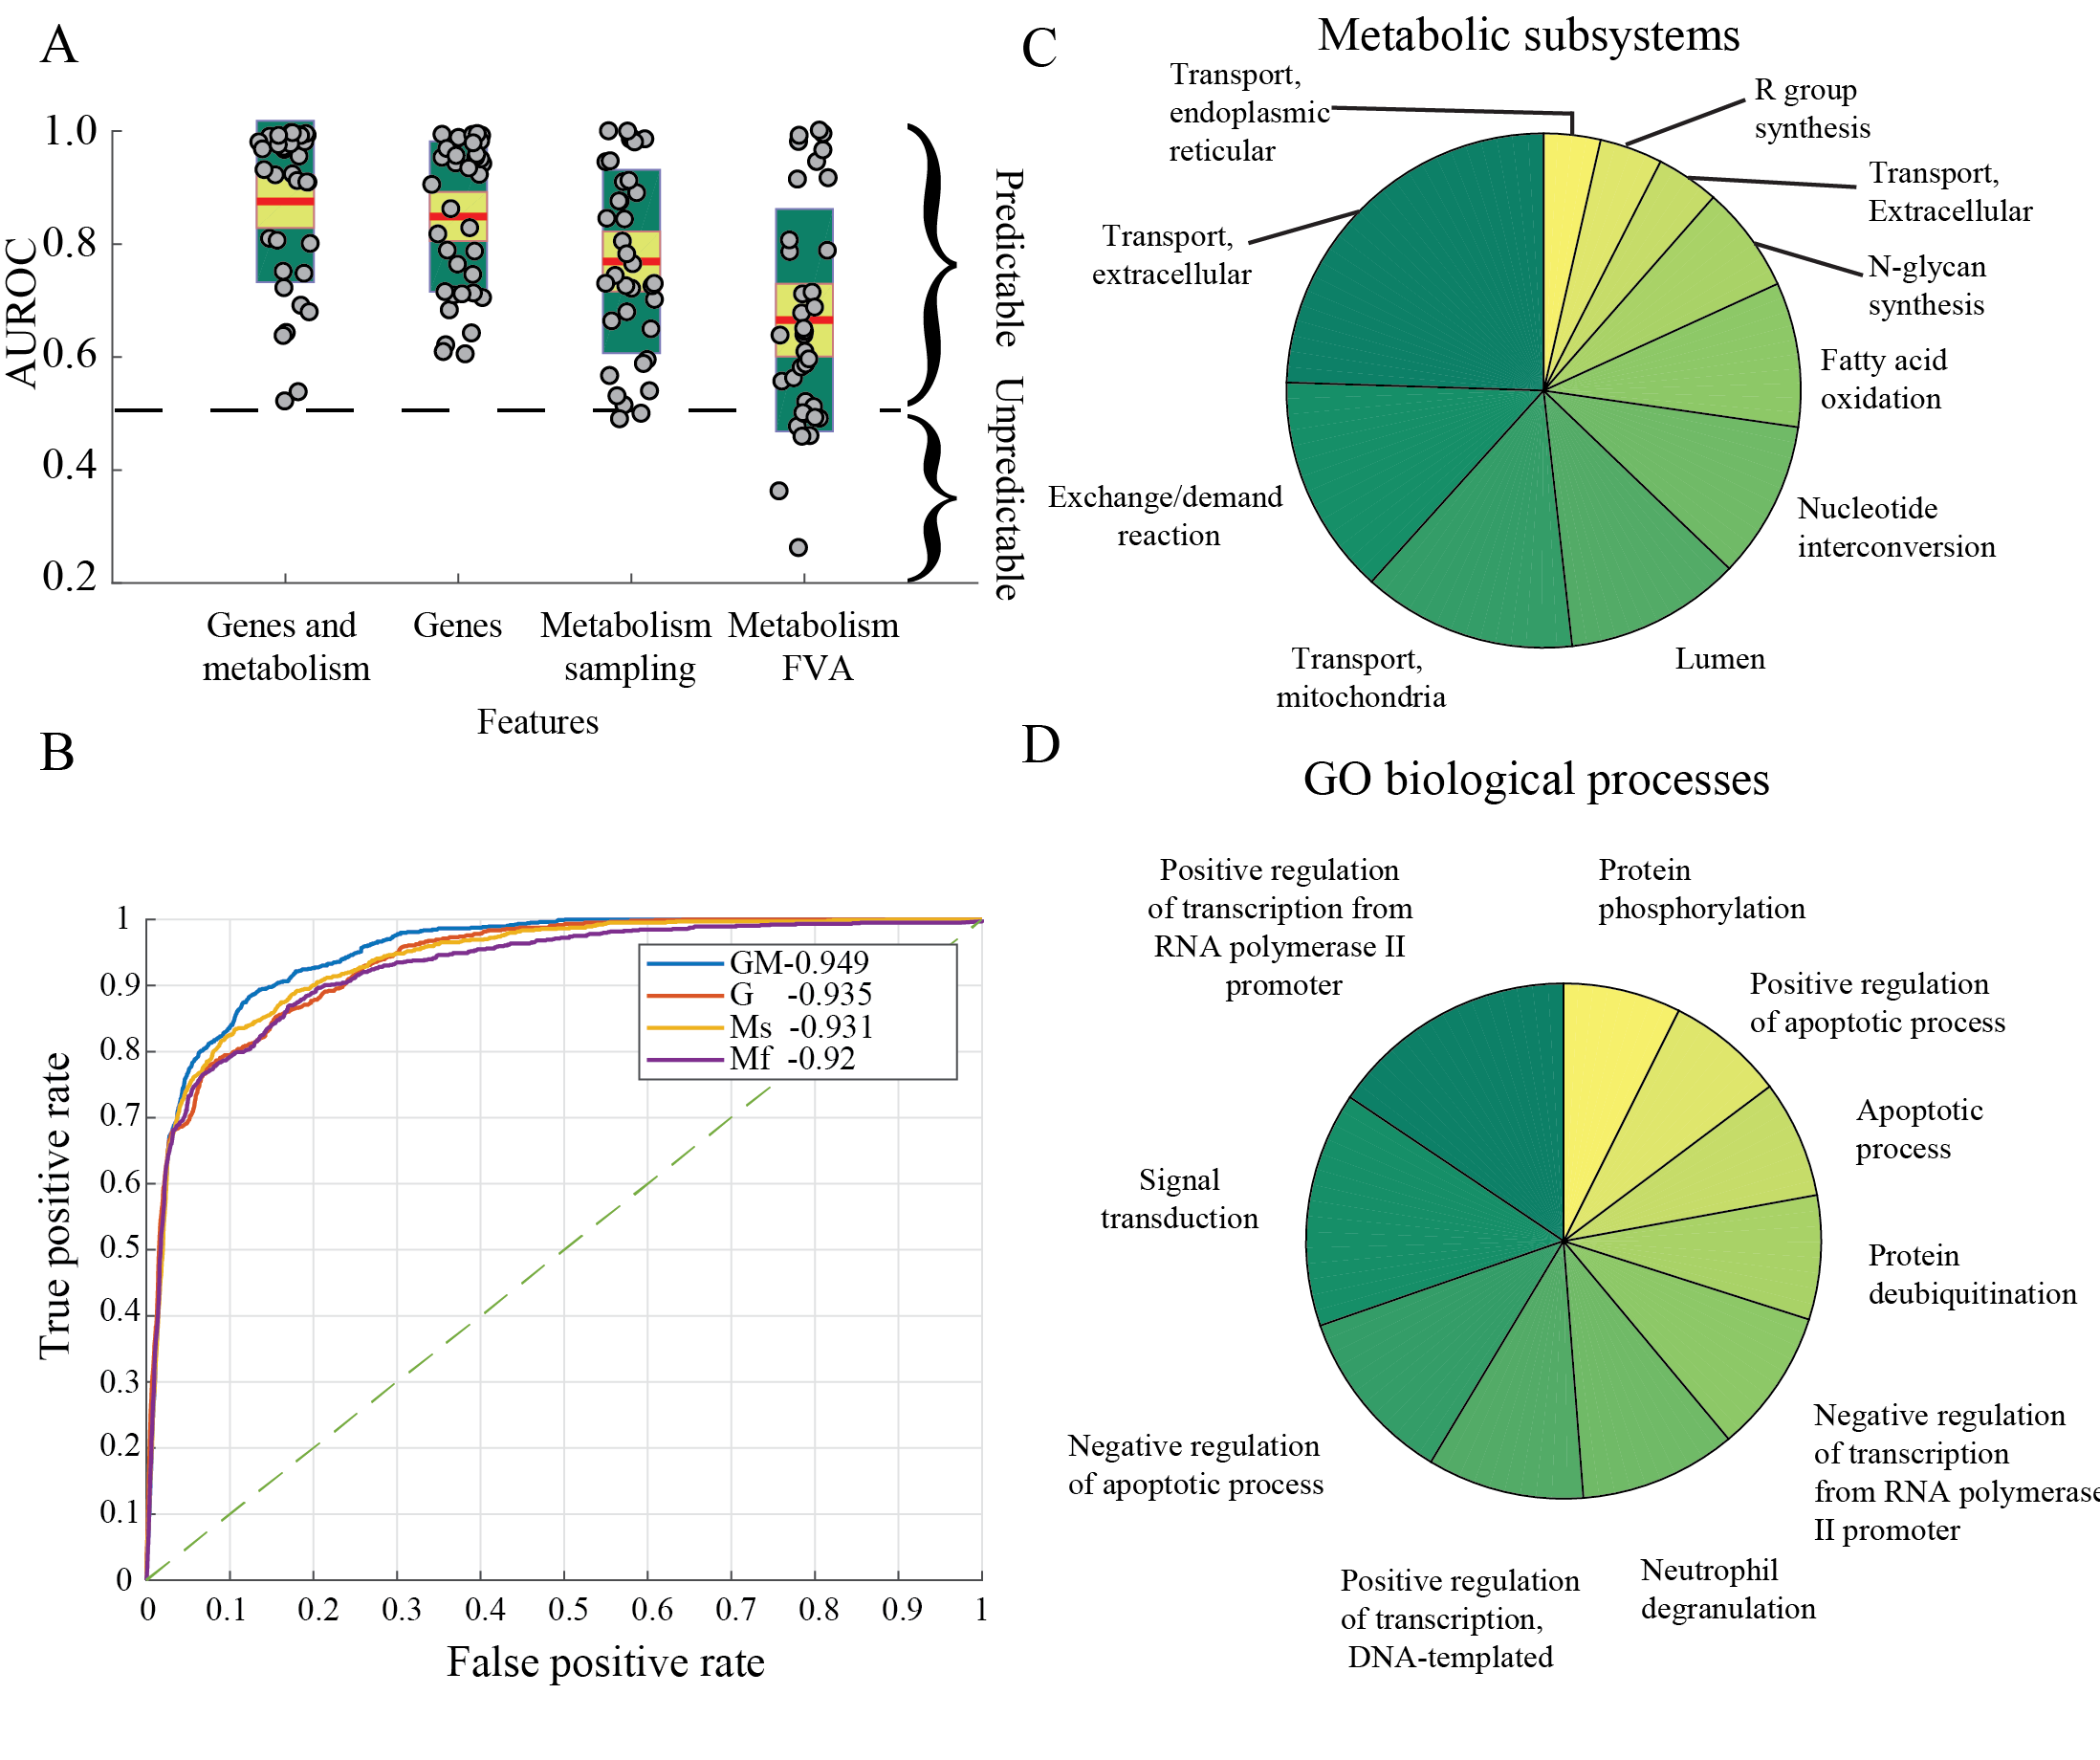 A
1.0
0.8
0.6
0.4
0.2
AUROC
Predictable
Unpredictable
Genes and
metabolism
Genes
Metabolism
sampling
Metabolism
FVA
Features
B
1
0.9
0.8
0.7
0.6
0.5
0.4
0.3
0.2
0.1
0
True positive rate
GM-0.949
G -0.935
Ms -0.931
Mf -0.92
0 0.1 0.2 0.3 0.4 0.5 0.6 0.7 0.8 0.9 1
False positive rate
C
Metabolic subsystems
Transport,
endoplasmic
reticular
R group
synthesis
Transport,
Extracellular
N-glycan
synthesis
Fatty acid
oxidation
Nucleotide
interconversion
Lumen
Transport,
mitochondria
Exchange/demand
reaction
Transport,
extracellular
D
GO biological processes
Positive regulation
of transcription from
RNA polymerase II
promoter
Protein
phosphorylation
Positive regulation
of apoptotic process
Apoptotic
process
Protein
deubiquitination
Negative regulation
of transcription
from RNA polymerase
II promoter
Neutrophil
degranulation
Positive regulation
of transcription,
DNA-templated
Negative regulation
of apoptotic process
Signal
transduction